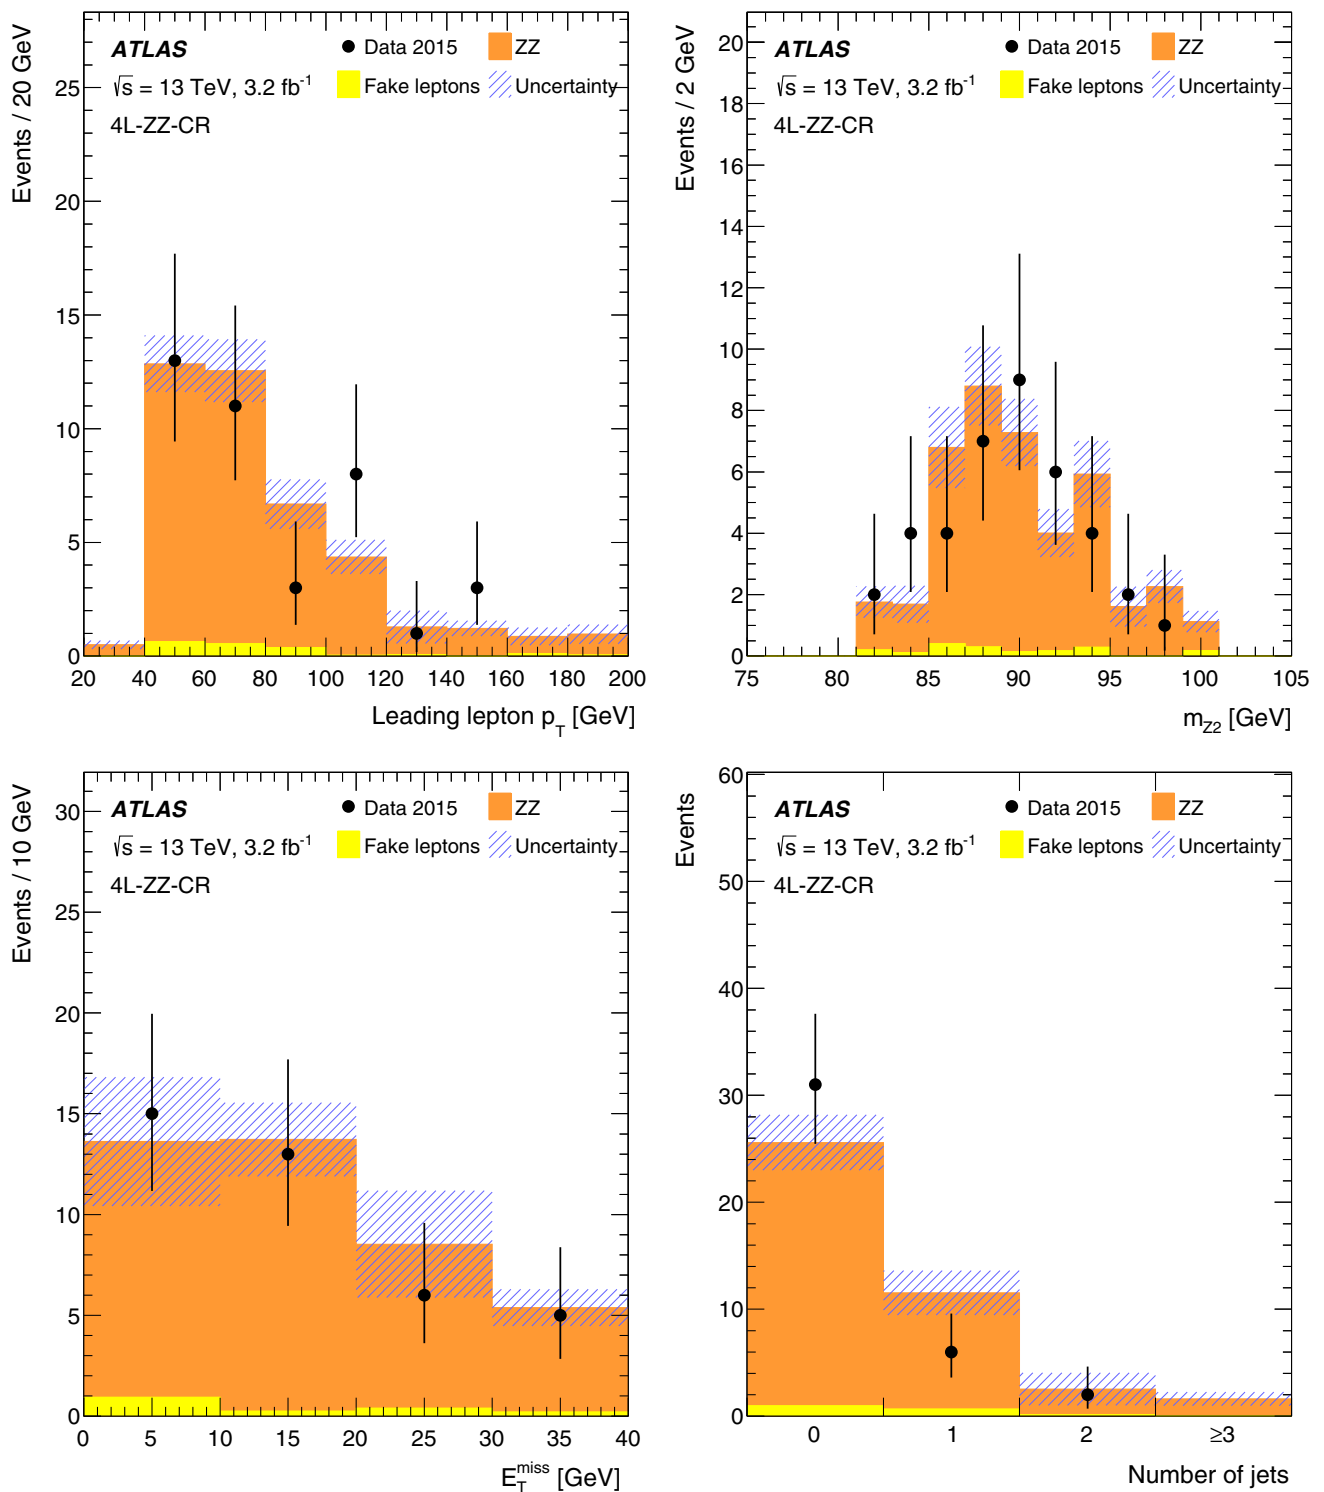 Events / 20 GeV
ATLAS
√s = 13 TeV, 3.2 fb⁻¹
4L-ZZ-CR
Data 2015
ZZ
Fake leptons
Uncertainty
25
20
15
10
5
0
20 40 60 80 100 120 140 160 180 200
Leading lepton p_T [GeV]
Events / 2 GeV
ATLAS
√s = 13 TeV, 3.2 fb⁻¹
4L-ZZ-CR
Data 2015
ZZ
Fake leptons
Uncertainty
20
18
16
14
12
10
8
6
4
2
0
75 80 85 90 95 100 105
m_Z2 [GeV]
Events / 10 GeV
ATLAS
√s = 13 TeV, 3.2 fb⁻¹
4L-ZZ-CR
Data 2015
ZZ
Fake leptons
Uncertainty
30
25
20
15
10
5
0
0 5 10 15 20 25 30 35 40
E_T^miss [GeV]
Events
ATLAS
√s = 13 TeV, 3.2 fb⁻¹
4L-ZZ-CR
Data 2015
ZZ
Fake leptons
Uncertainty
60
50
40
30
20
10
0
0 1 2 ≥3
Number of jets